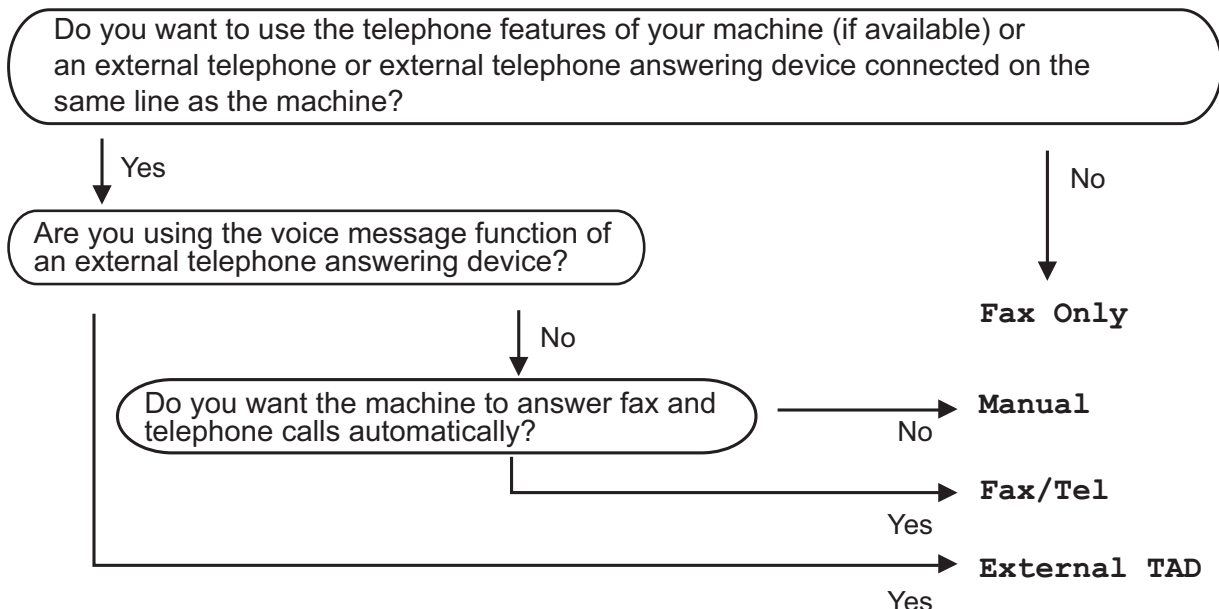 Do you want to use the telephone features of your machine (if available) or
an external telephone or external telephone answering device connected on the
same line as the machine?
Yes
No
Are you using the voice message function of
an external telephone answering device?
Fax Only
No
Do you want the machine to answer fax and
telephone calls automatically?
Manual
No
Fax/Tel
Yes
External TAD
Yes